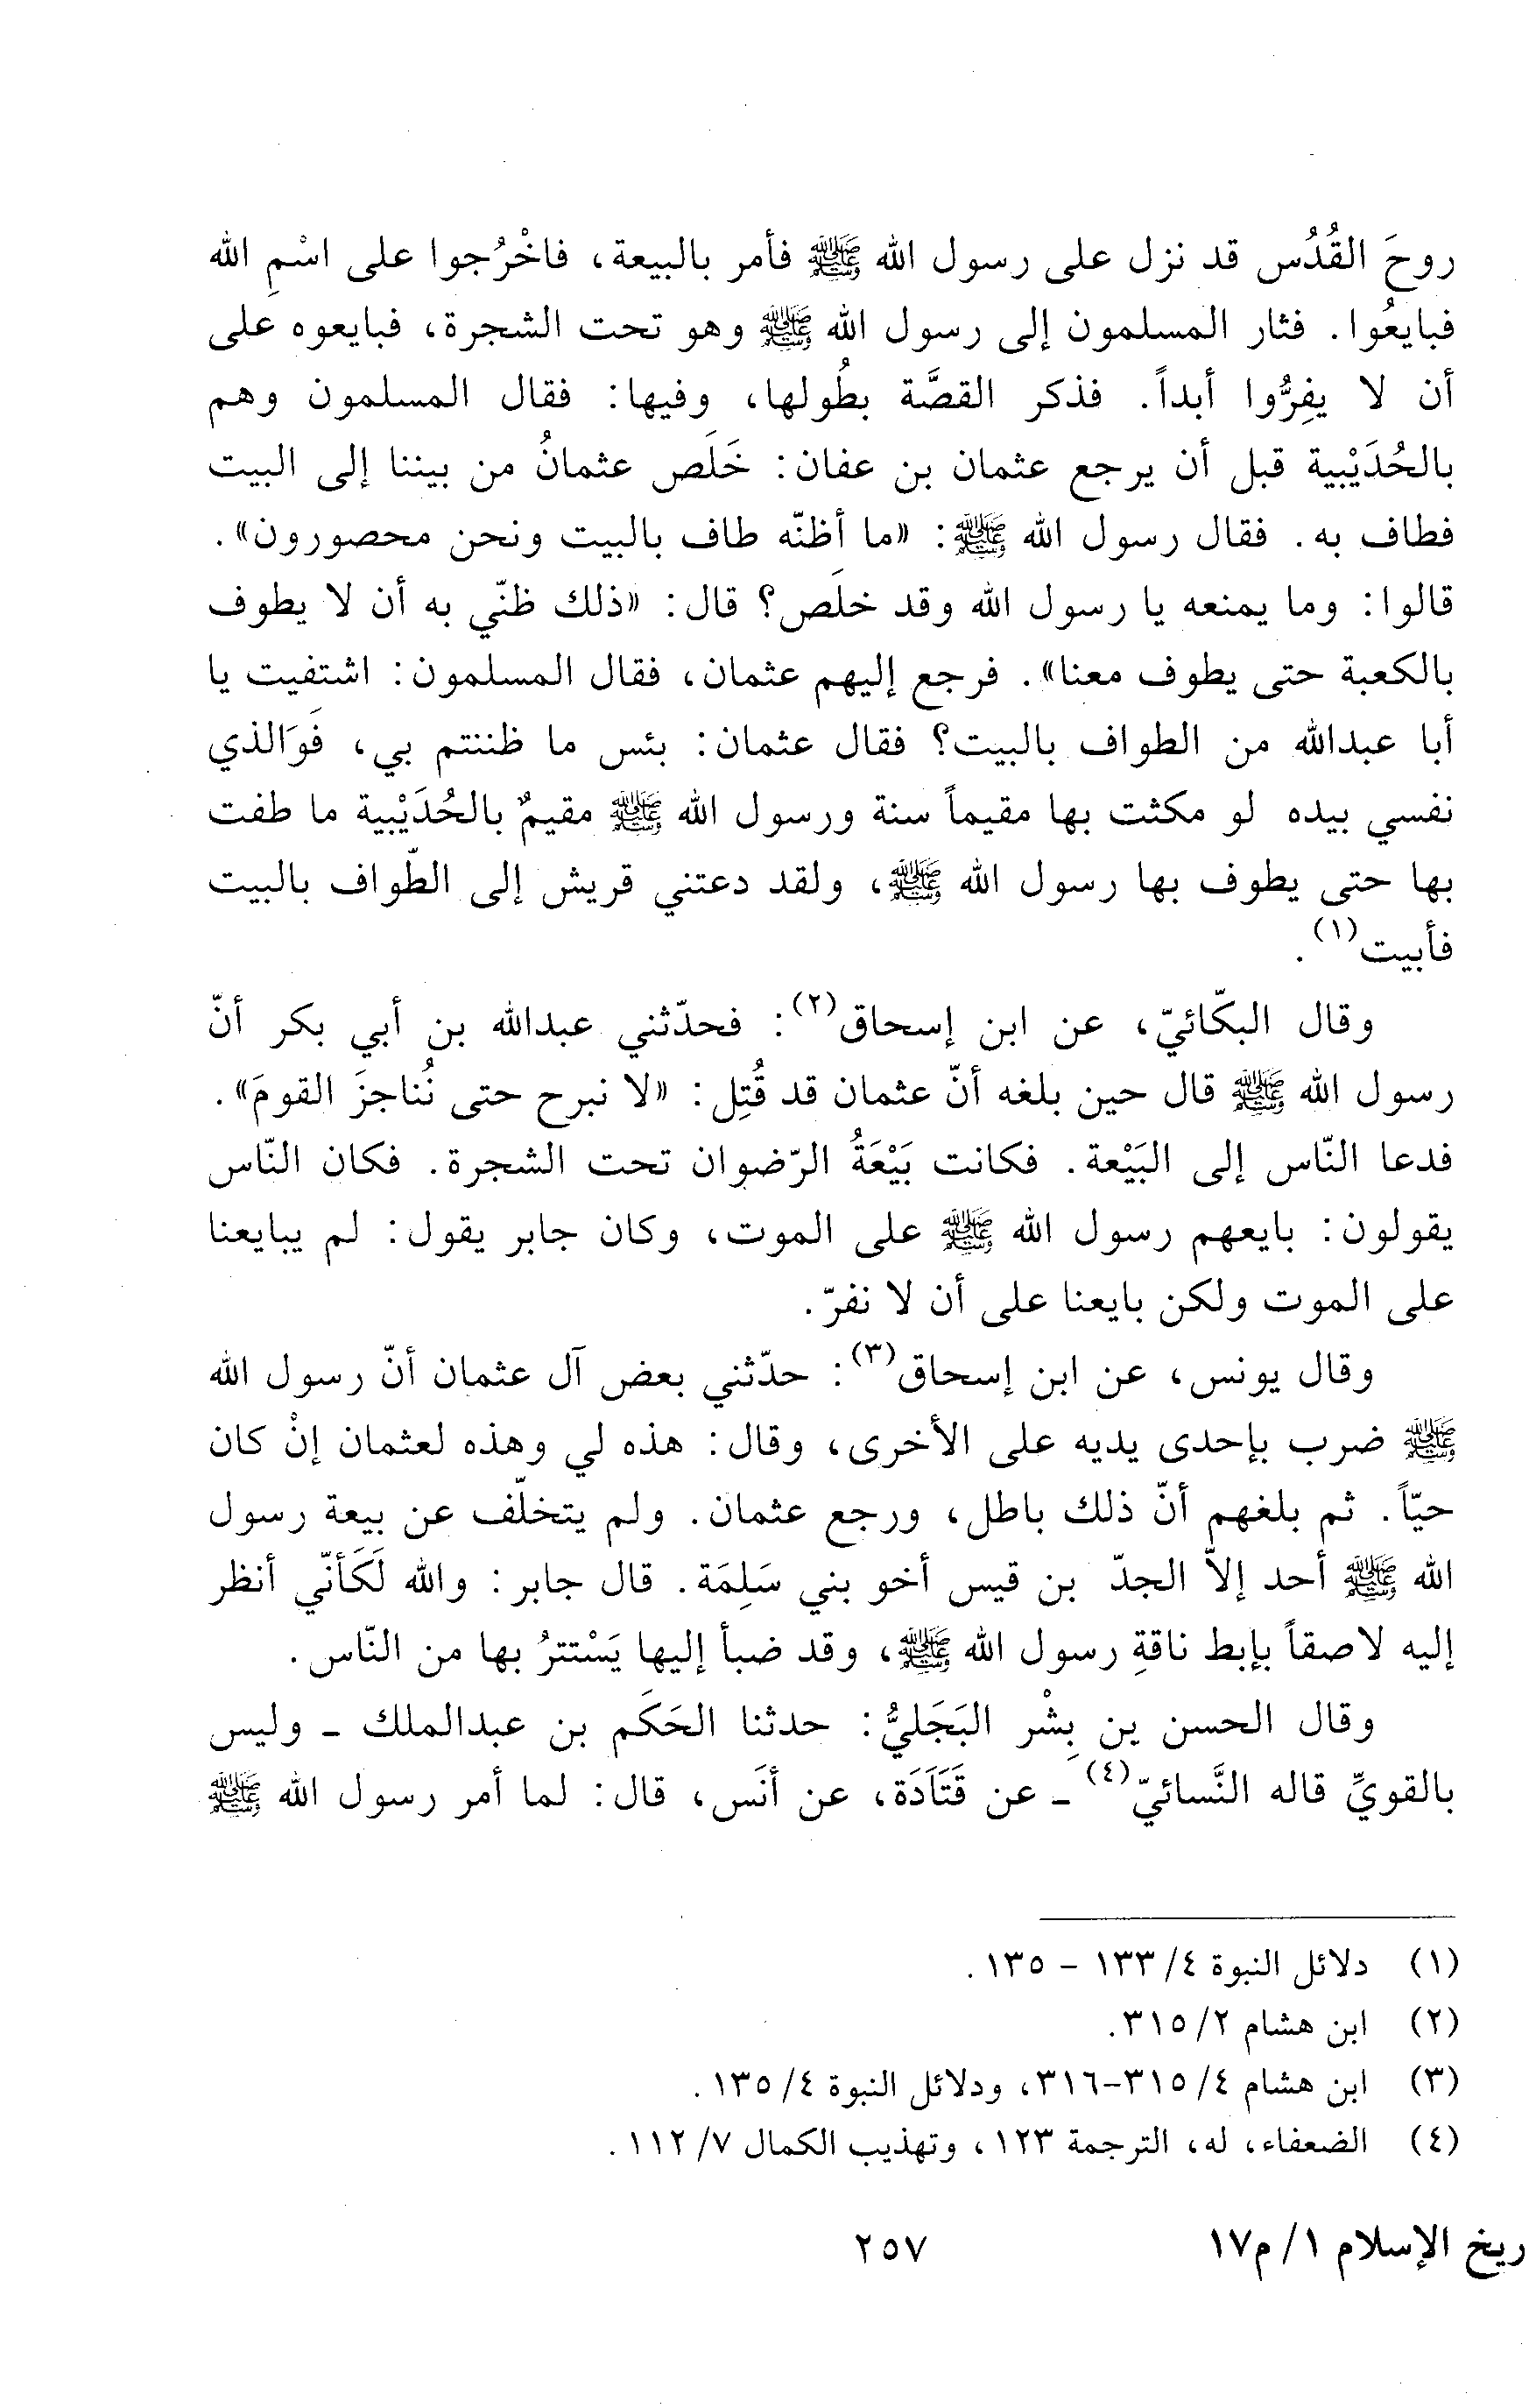 روحَ القُدُس قد نزل على رسول الله ﷺ فأمر بالبيعة، فاخْرُجوا على اسْمِ الله
فبايعُوا. فثار المسلمون إلى رسول الله ﷺ وهو تحت الشجرة، فبايعوه على
أن لا يفِرُّوا أبداً. فذكر القصَّة بطُولها، وفيها: فقال المسلمون وهم
بالحُدَيْبية قبل أن يرجع عثمان بن عفان: خَلَص عثمانُ من بيننا إلى البيت
فطاف به. فقال رسول الله ﷺ: «ما أظنّه طاف بالبيت ونحن محصورون».
قالوا: وما يمنعه يا رسول الله وقد خلَص؟ قال: «ذلك ظنّي به أن لا يطوف
بالكعبة حتى يطوف معنا». فرجع إليهم عثمان، فقال المسلمون: اشتفيت يا
أبا عبدالله من الطواف بالبيت؟ فقال عثمان: بئس ما ظننتم بي، فَوَالذي
نفسي بيده لو مكثت بها مقيماً سنة ورسول الله ﷺ مقيمٌ بالحُدَيْبية ما طفت
بها حتى يطوف بها رسول الله ﷺ، ولقد دعتني قريش إلى الطّواف بالبيت
فأبيت(١).
وقال البكّائيّ، عن ابن إسحاق(٢): فحدّثني عبدالله بن أبي بكر أنّ
رسول الله ﷺ قال حين بلغه أنّ عثمان قد قُتِل: «لا نبرح حتى نُناجزَ القومَ».
فدعا النّاس إلى البَيْعة. فكانت بَيْعَةُ الرّضوان تحت الشجرة. فكان النّاس
يقولون: بايعهم رسول الله ﷺ على الموت، وكان جابر يقول: لم يبايعنا
على الموت ولكن بايعنا على أن لا نفرّ.
وقال يونس، عن ابن إسحاق(٣): حدّثني بعض آل عثمان أنّ رسول الله
ﷺ ضرب بإحدى يديه على الأخرى، وقال: هذه لي وهذه لعثمان إنْ كان
حيّاً. ثم بلغهم أنّ ذلك باطل، ورجع عثمان. ولم يتخلّف عن بيعة رسول
الله ﷺ أحد إلاّ الجدّ بن قيس أخو بني سَلِمَة. قال جابر: والله لَكَأنّي أنظر
إليه لاصقاً بإبط ناقةِ رسول الله ﷺ، وقد ضبأ إليها يَسْتترُ بها من النّاس.
وقال الحسن ين بِشْر البَجَليُّ: حدثنا الحَكَم بن عبدالملك ـ وليس
بالقويِّ قاله النَّسائيّ(٤) ـ عن قَتَادَة، عن أنَس، قال: لما أمر رسول الله ﷺ
(١) دلائل النبوة ٤/ ١٣٣ - ١٣٥.
(٢) ابن هشام ٢/ ٣١٥.
(٣) ابن هشام ٤/ ٣١٥-٣١٦، ودلائل النبوة ٤/ ١٣٥.
(٤) الضعفاء، له، الترجمة ١٢٣، وتهذيب الكمال ٧/ ١١٢.
ريخ الإسلام ١/ م١٧
٢٥٧